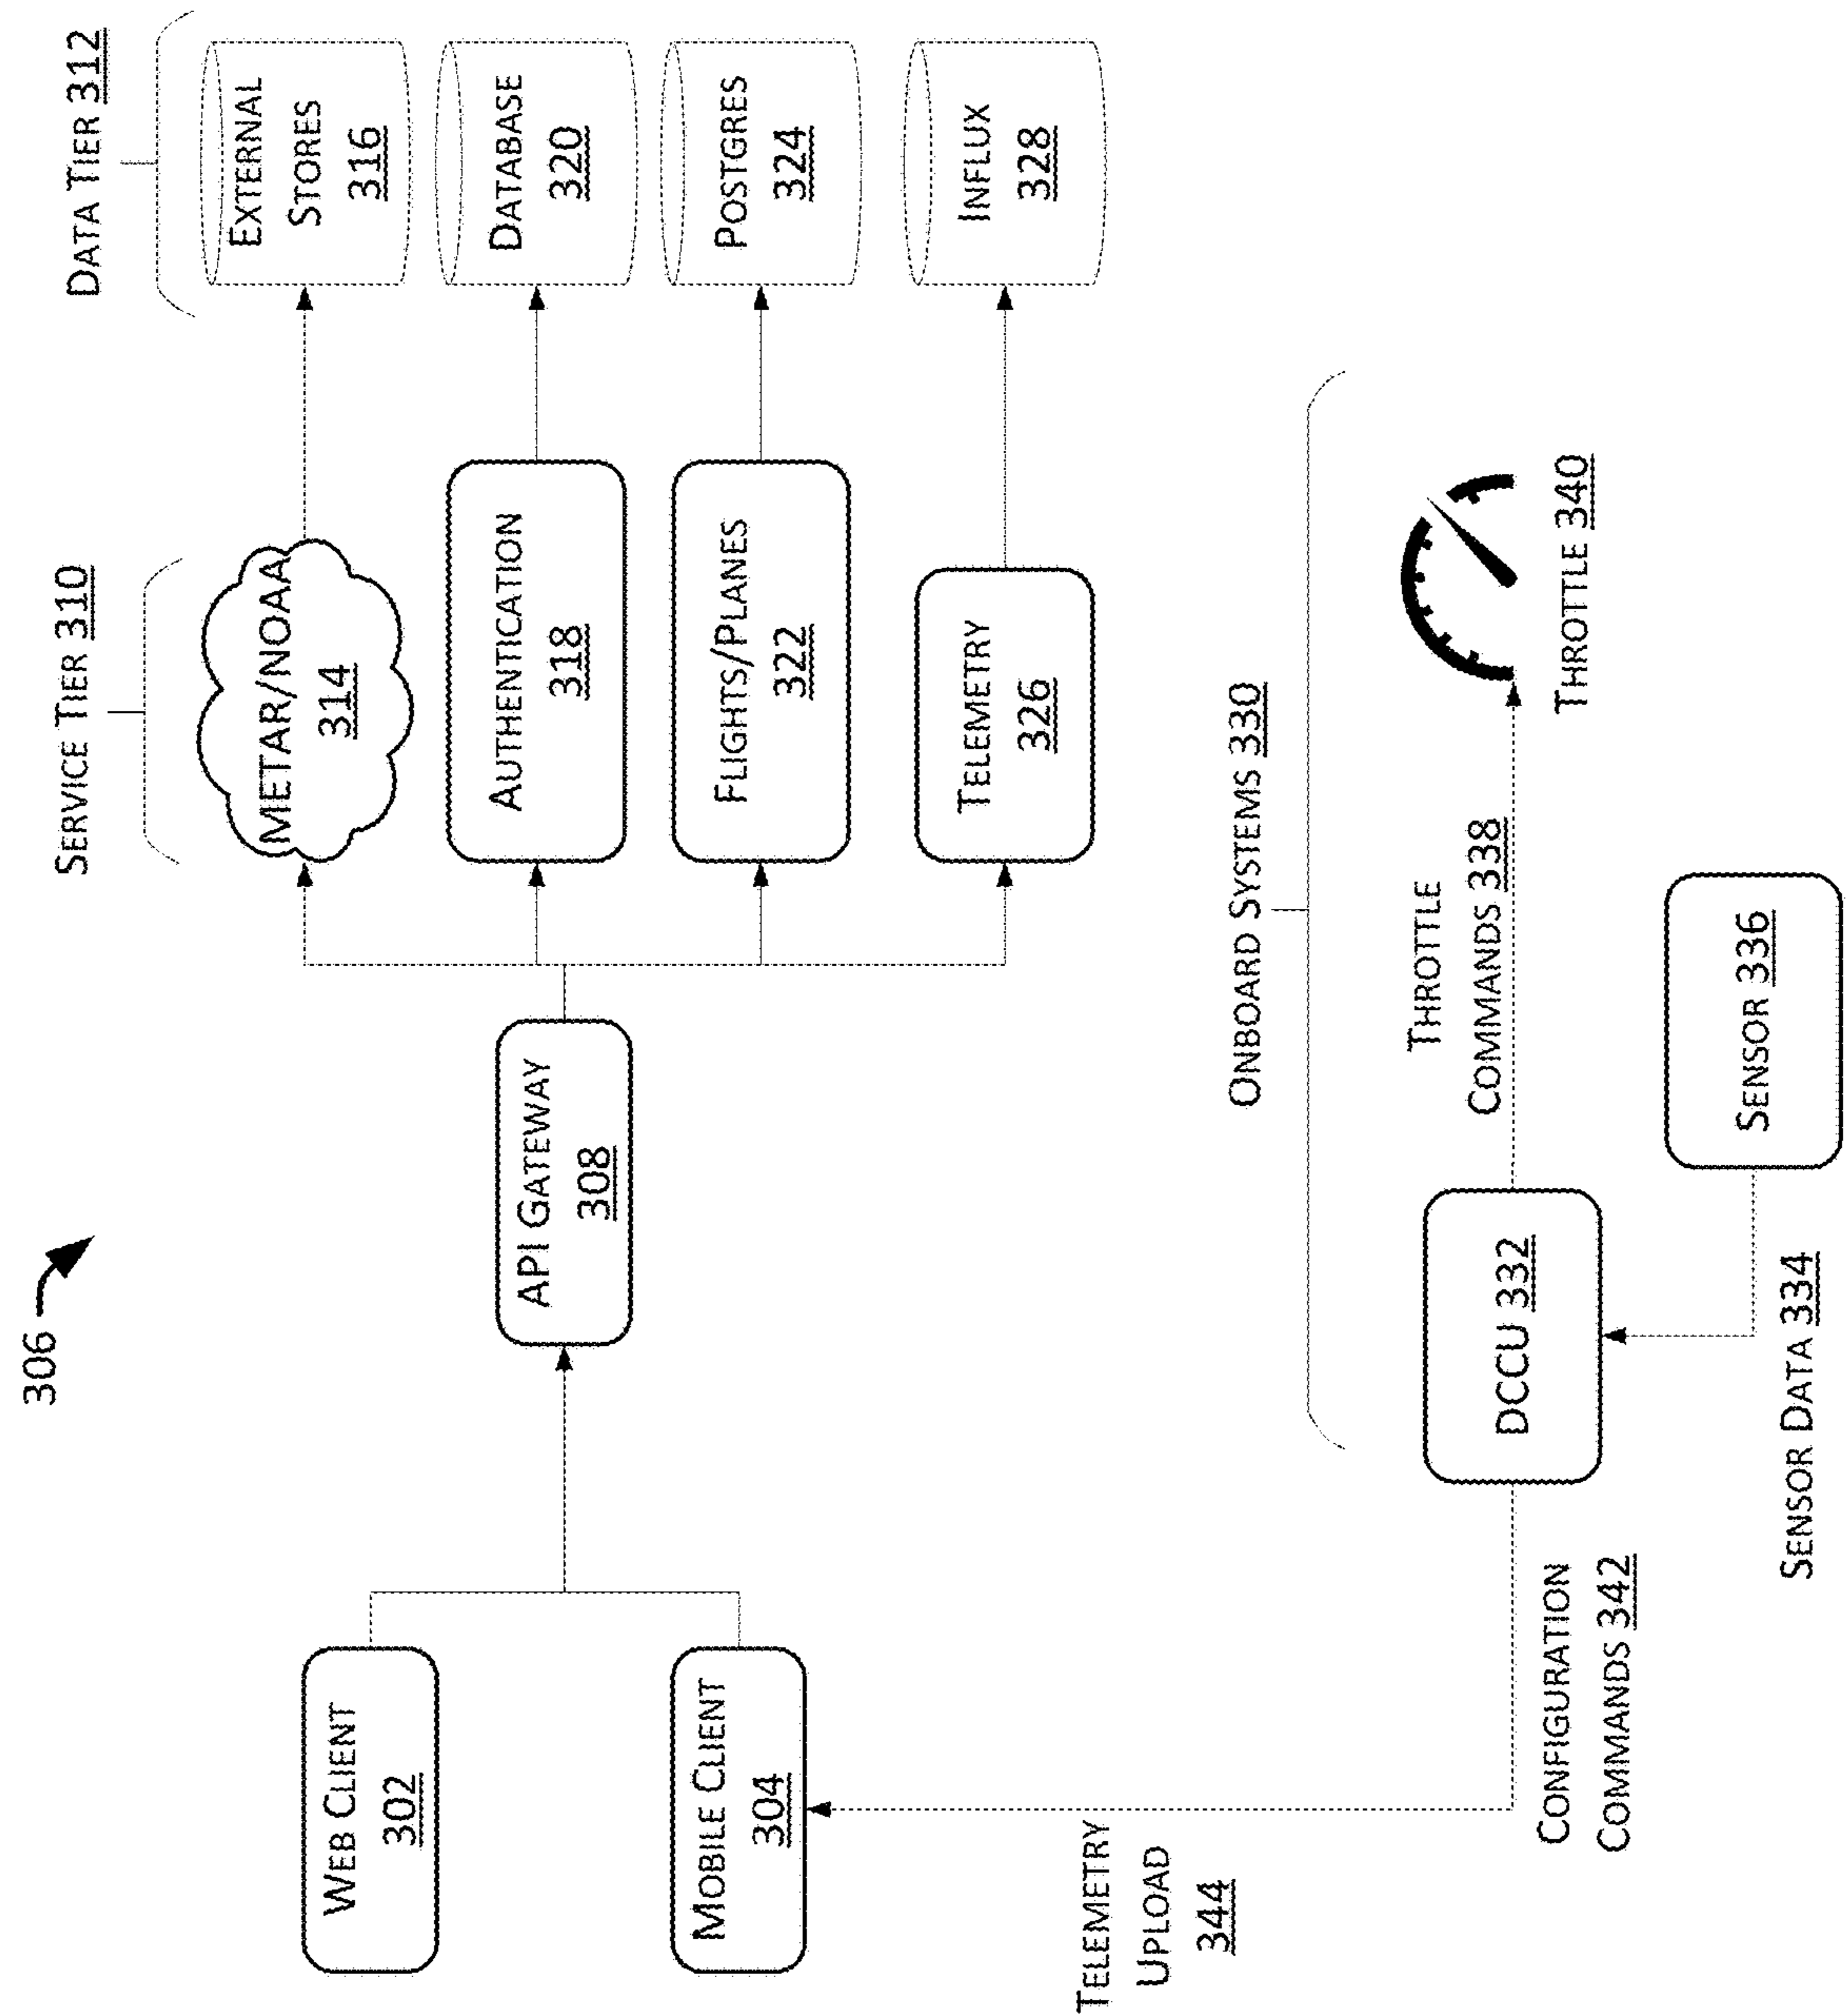 306
SERVICE TIER 310
DATA TIER 312
METAR/NOAA
314
EXTERNAL
STORES
316
WEB CLIENT
302
API GATEWAY
308
AUTHENTICATION
318
DATABASE
320
MOBILE CLIENT
304
FLIGHTS/PLANES
322
POSTGRES
324
TELEMETRY
326
INFLUX
328
TELEMETRY
UPLOAD
344
ONBOARD SYSTEMS 330
THROTTLE
COMMANDS 338
DCCU 332
THROTTLE 340
CONFIGURATION
COMMANDS 342
SENSOR 336
SENSOR DATA 334